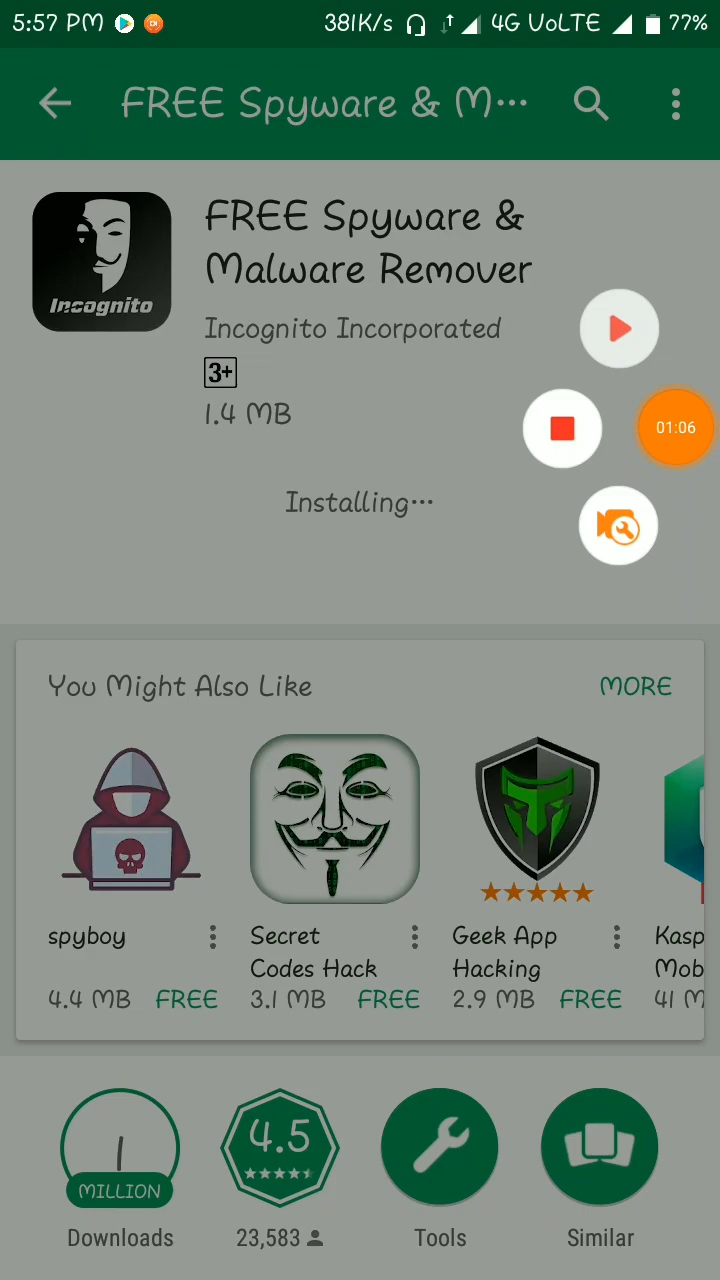 5:57 PM 381K/s 4G VoLTE 77%
FREE Spyware & M...
FREE Spyware &
Malware Remover
Incognito
Incognito Incorporated
3+
1.4 MB
01:06
Installing...
You Might Also Like MORE
spyboy
4.4 MB FREE
Secret
Codes Hack
3.1 MB FREE
Geek App
Hacking
2.9 MB FREE
Kasp
Mob
41 M
1
MILLION
Downloads
4.5
23,583
Tools
Similar